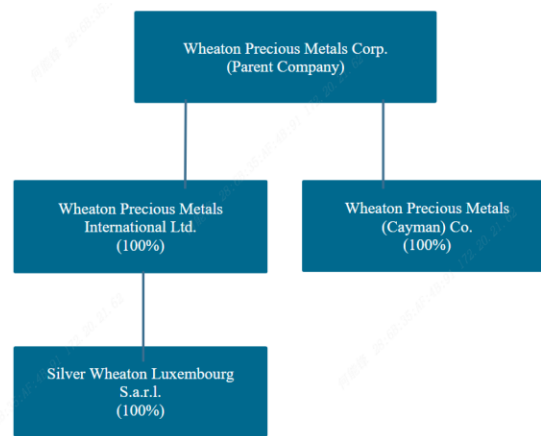 Wheaton Precious Metals Corp.
(Parent Company)
Wheaton Precious Metals
International Ltd.
(100%)
Wheaton Precious Metals
(Cayman) Co.
(100%)
Silver Wheaton Luxembourg
S.a.r.l.
(100%)